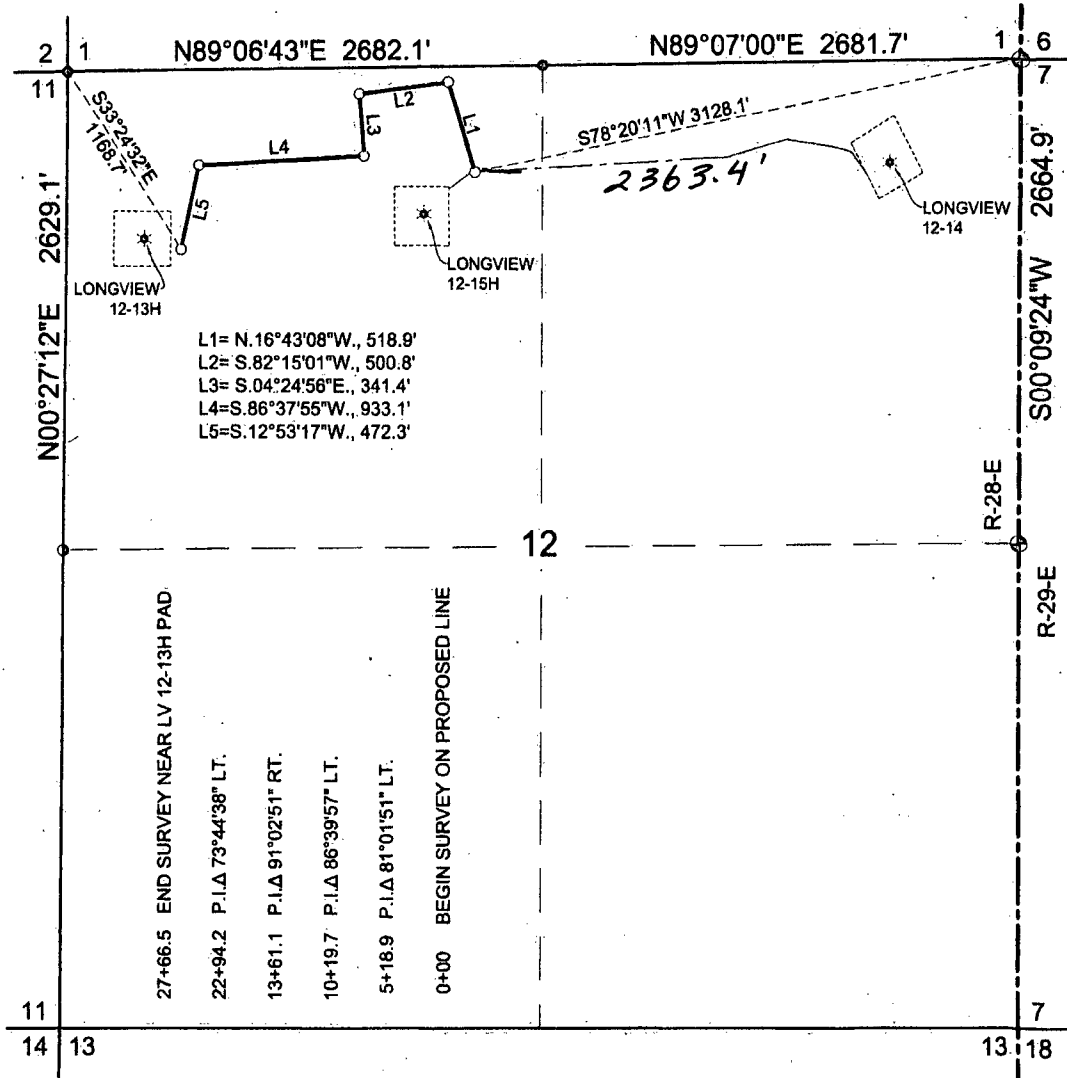 2 1
N89°06'43"E 2682.1'
N89°07'00"E 2681.7'
1 6
11
7
S33°24'32"E
1168.7'
L2
L3
L1
L4
L5
S78°20'11"W 3128.1'
2363.4'
LONGVIEW
12-14
LONGVIEW
12-15H
LONGVIEW
12-13H
N00°27'12"E 2629.1'
S00°09'24"W 2664.9'
L1= N.16°43'08"W., 518.9'
L2= S.82°15'01"W., 500.8'
L3= S.04°24'56"E., 341.4'
L4=S.86°37'55"W., 933.1'
L5=S.12°53'17"W., 472.3'
R-28-E
R-29-E
12
27+66.5 END SURVEY NEAR LV 12-13H PAD
22+94.2 P.I.Δ 73°44'38" LT.
13+61.1 P.I.Δ 91°02'51" RT.
10+19.7 P.I.Δ 86°39'57" LT.
5+18.9 P.I.Δ 81°01'51" LT.
0+00 BEGIN SURVEY ON PROPOSED LINE
11
7
14 13
13 18